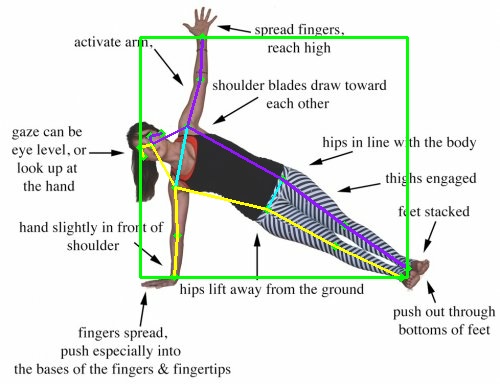 spread fingers,
reach high
activate arm,
shoulder blades draw toward
each other
gaze can be
eye level, or
look up at
the hand
hips in line with the body
thighs engaged
feet stacked
hand slightly in front of
shoulder
hips lift away from the ground
push out through
bottoms of feet
fingers spread,
push especially into
the bases of the fingers & fingertips